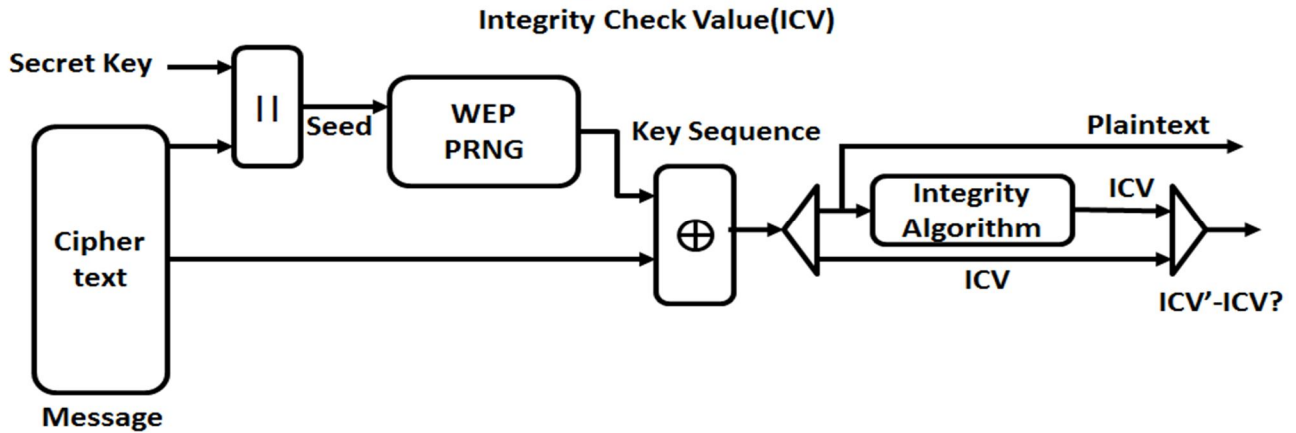 Integrity Check Value(ICV)
Secret Key
||
Seed
WEP
PRNG
Key Sequence
Plaintext
Cipher
text
⊕
Integrity
Algorithm
ICV
ICV
ICV’-ICV?
Message